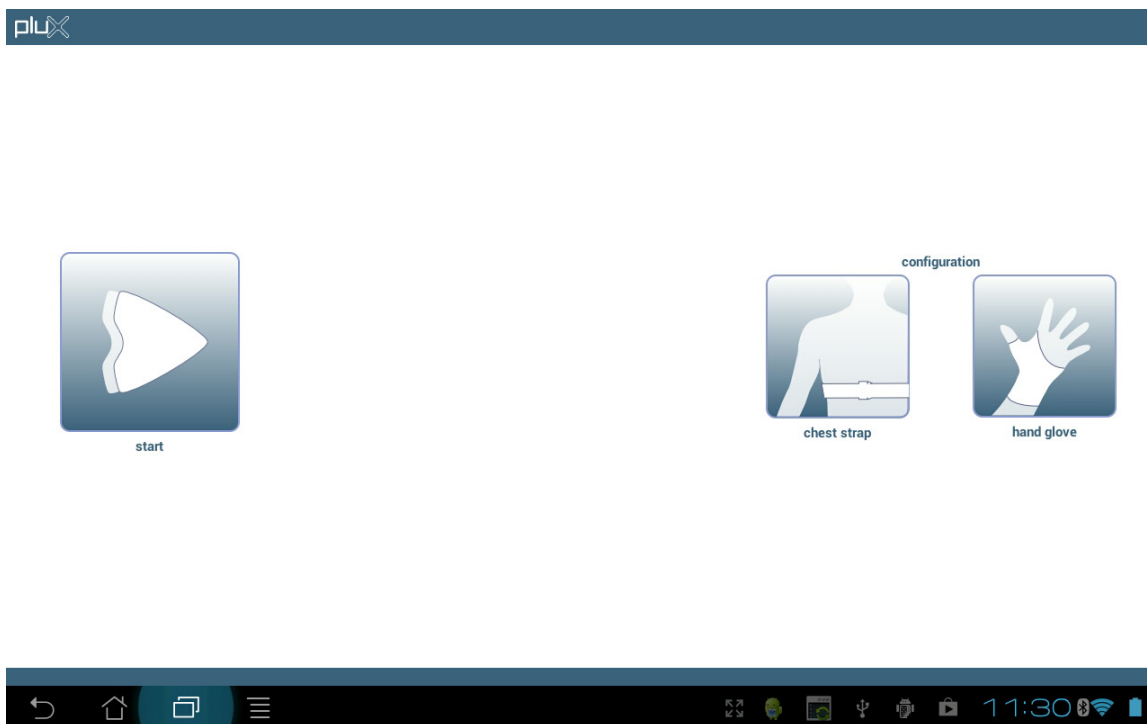 plux
configuration
start
chest strap
hand glove
11:30